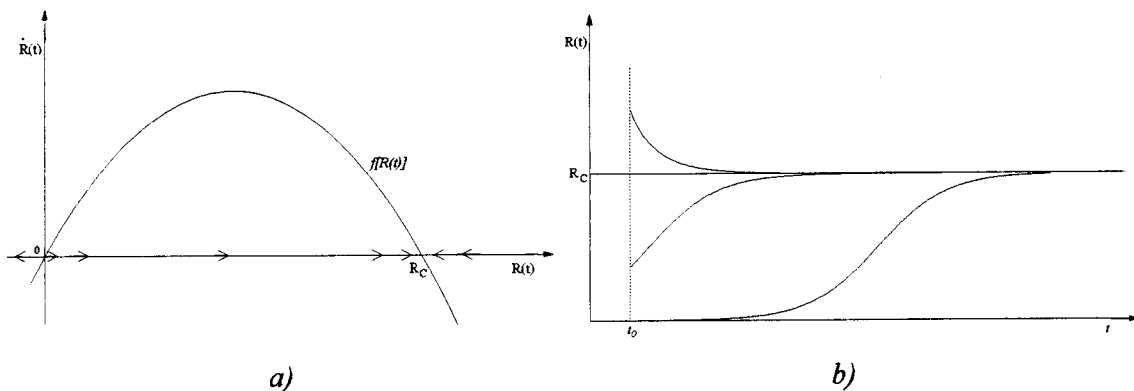 Ṙ(t)
f[R(t)]
0
R_C
R(t)
a)
R(t)
R_C
t_0
t
b)